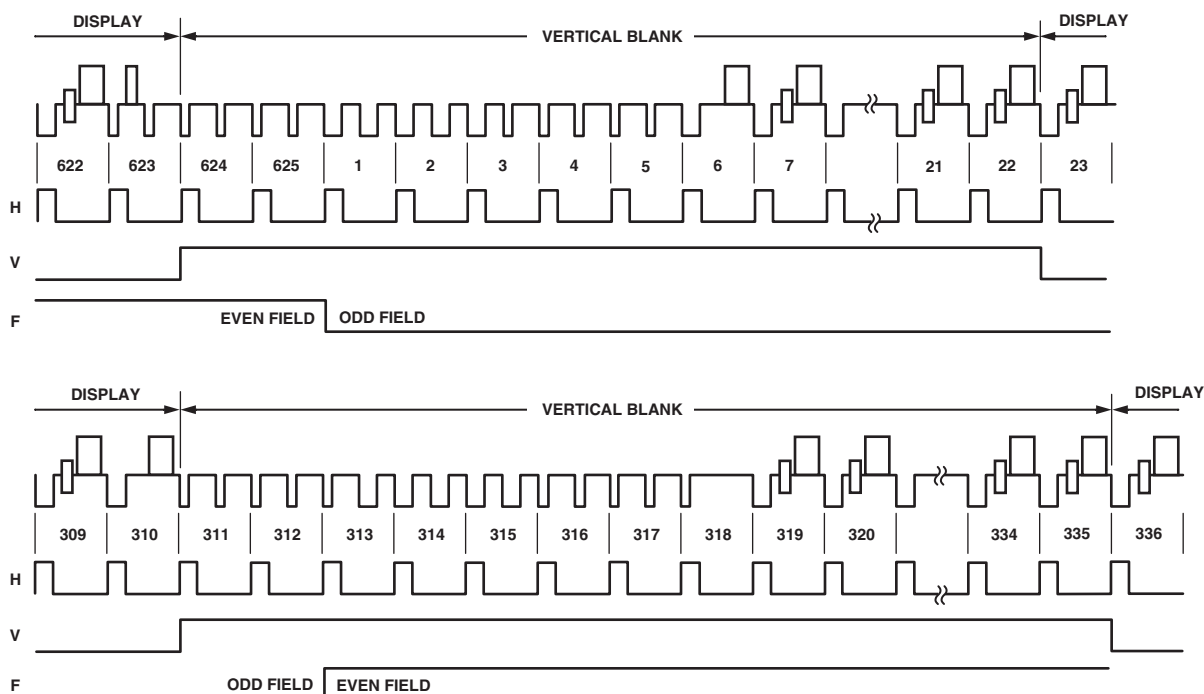 DISPLAY VERTICAL BLANK DISPLAY
622 623 624 625 1 2 3 4 5 6 7 21 22 23
H
V
F EVEN FIELD ODD FIELD
DISPLAY VERTICAL BLANK DISPLAY
309 310 311 312 313 314 315 316 317 318 319 320 334 335 336
H
V
F ODD FIELD EVEN FIELD